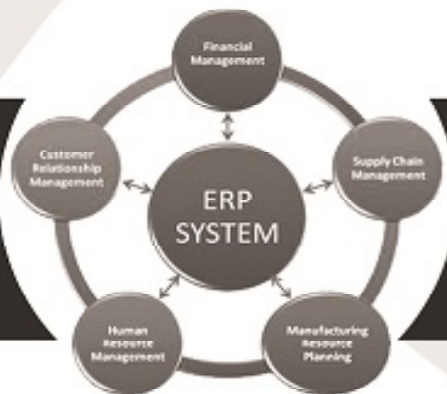 Financial
Management
Customer
Relationship
Management
Supply Chain
Management
ERP
SYSTEM
Human
Resource
Management
Manufacturing
Resource
Planning